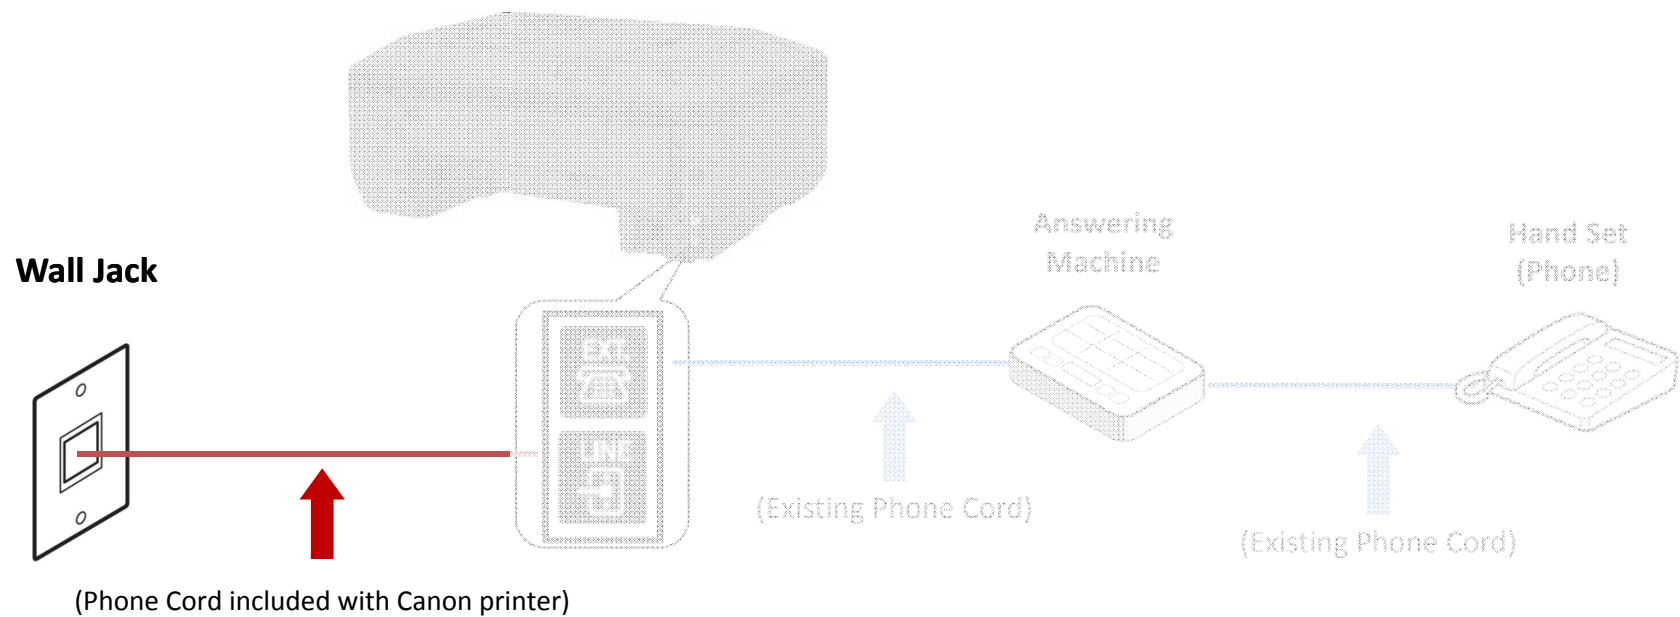 Answering
Machine
Hand Set
(Phone)
Wall Jack
EXT.
LINE
(Existing Phone Cord)
(Existing Phone Cord)
(Phone Cord included with Canon printer)